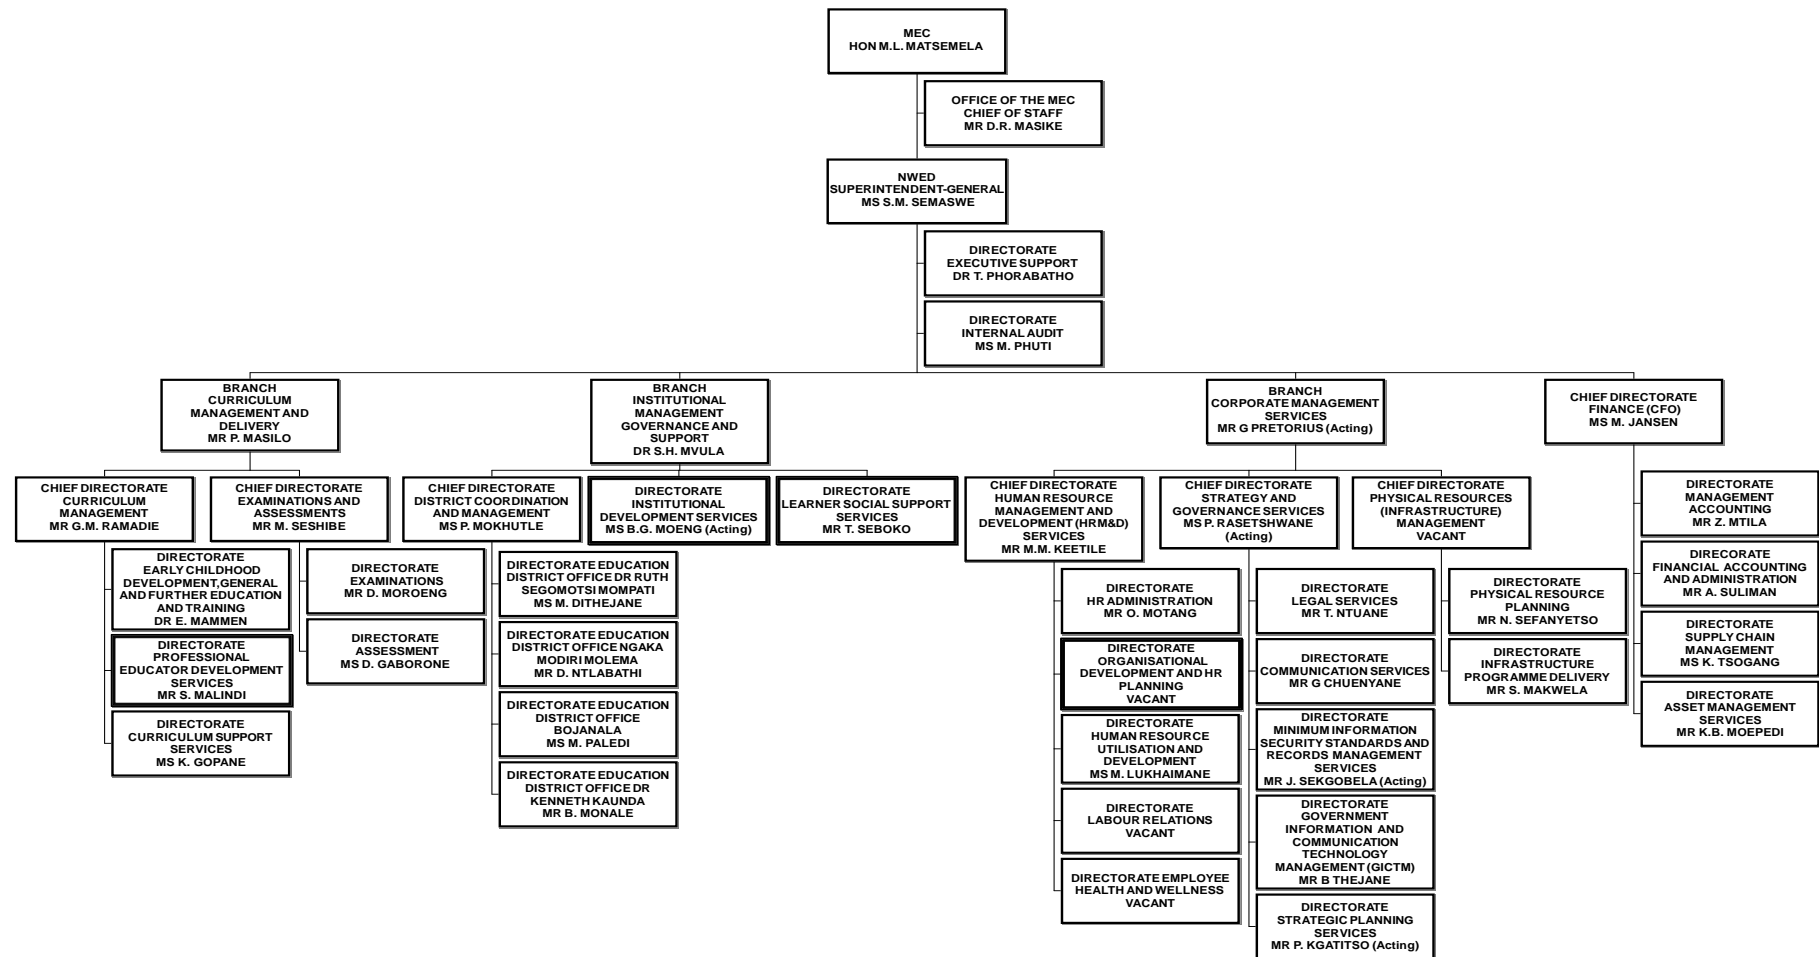 MEC
HON M.L. MATSEMELA
OFFICE OF THE MEC
CHIEF OF STAFF
MR D.R. MASIKE
NWED
SUPERINTENDENT-GENERAL
MS S.M. SEMASWE
DIRECTORATE
EXECUTIVE SUPPORT
DR T. PHORABATHO
DIRECTORATE
INTERNAL AUDIT
MS M. PHUTI
BRANCH
CURRICULUM
MANAGEMENT AND
DELIVERY
MR P. MASILO
BRANCH
INSTITUTIONAL
MANAGEMENT
GOVERNANCE AND
SUPPORT
DR S.H. MVULA
BRANCH
CORPORATE MANAGEMENT
SERVICES
MR G PRETORIUS (Acting)
CHIEF DIRECTORATE
FINANCE (CFO)
MS M. JANSEN
CHIEF DIRECTORATE
CURRICULUM
MANAGEMENT
MR G.M. RAMADIE
CHIEF DIRECTORATE
EXAMINATIONS AND
ASSESSMENTS
MR M. SESHIBE
CHIEF DIRECTORATE
DISTRICT COORDINATION
AND MANAGEMENT
MS P. MOKHUTLE
DIRECTORATE
INSTITUTIONAL
DEVELOPMENT SERVICES
MS B.G. MOENG (Acting)
DIRECTORATE
LEARNER SOCIAL SUPPORT
SERVICES
MR T. SEBOKO
CHIEF DIRECTORATE
HUMAN RESOURCE
MANAGEMENT AND
DEVELOPMENT (HRM&D)
SERVICES
MR M.M. KEETILE
CHIEF DIRECTORATE
STRATEGY AND
GOVERNANCE SERVICES
MS P. RASETSHWANE
(Acting)
CHIEF DIRECTORATE
PHYSICAL RESOURCES
(INFRASTRUCTURE)
MANAGEMENT
VACANT
DIRECTORATE
MANAGEMENT
ACCOUNTING
MR Z. MTILA
DIRECTORATE
EARLY CHILDHOOD
DEVELOPMENT,GENERAL
AND FURTHER EDUCATION
AND TRAINING
DR E. MAMMEN
DIRECTORATE
PROFESSIONAL
EDUCATOR DEVELOPMENT
SERVICES
MR S. MALINDI
DIRECTORATE
CURRICULUM SUPPORT
SERVICES
MS K. GOPANE
DIRECTORATE
EXAMINATIONS
MR D. MOROENG
DIRECTORATE
ASSESSMENT
MS D. GABORONE
DIRECTORATE EDUCATION
DISTRICT OFFICE DR RUTH
SEGOMOTSI MOMPATI
MS M. DITHEJANE
DIRECTORATE EDUCATION
DISTRICT OFFICE NGAKA
MODIRI MOLEMA
MR D. NTLABATHI
DIRECTORATE EDUCATION
DISTRICT OFFICE
BOJANALA
MS M. PALEDI
DIRECTORATE EDUCATION
DISTRICT OFFICE DR
KENNETH KAUNDA
MR B. MONALE
DIRECTORATE
HR ADMINISTRATION
MR O. MOTANG
DIRECTORATE
ORGANISATIONAL
DEVELOPMENT AND HR
PLANNING
VACANT
DIRECTORATE
HUMAN RESOURCE
UTILISATION AND
DEVELOPMENT
MS M. LUKHAIMANE
DIRECTORATE
LABOUR RELATIONS
VACANT
DIRECTORATE EMPLOYEE
HEALTH AND WELLNESS
VACANT
DIRECTORATE
LEGAL SERVICES
MR T. NTUANE
DIRECTORATE
COMMUNICATION SERVICES
MR G CHUENYANE
DIRECTORATE
MINIMUM INFORMATION
SECURITY STANDARDS AND
RECORDS MANAGEMENT
SERVICES
MR J. SEKGOBELA (Acting)
DIRECTORATE
GOVERNMENT
INFORMATION AND
COMMUNICATION
TECHNOLOGY
MANAGEMENT (GICTM)
MR B THEJANE
DIRECTORATE
STRATEGIC PLANNING
SERVICES
MR P. KGATITSO (Acting)
DIRECTORATE
PHYSICAL RESOURCE
PLANNING
MR N. SEFANYETSO
DIRECTORATE
INFRASTRUCTURE
PROGRAMME DELIVERY
MR S. MAKWELA
DIRECORATE
FINANCIAL ACCOUNTING
AND ADMINISTRATION
MR A. SULIMAN
DIRECTORATE
SUPPLY CHAIN
MANAGEMENT
MS K. TSOGANG
DIRECTORATE
ASSET MANAGEMENT
SERVICES
MR K.B. MOEPEDI